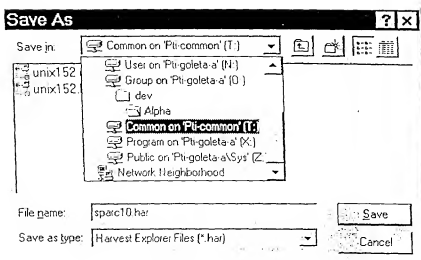 Save As
Save in:
Common on 'Pti-common' (T:)
unix152
unix152.
User on 'Pti-goleta-a' (N:)
Group on 'Pti-goleta-a' (O:)
dev
Alpha
Common on 'Pti-common' (T:)
Program on 'Pti-goleta-a' (X:)
Public on 'Pti-goleta-a\Sys' (Z
Network Neighborhood
File name:
sparc10.har
Save
Save as type:
Harvest Explorer Files (*.har)
Cancel